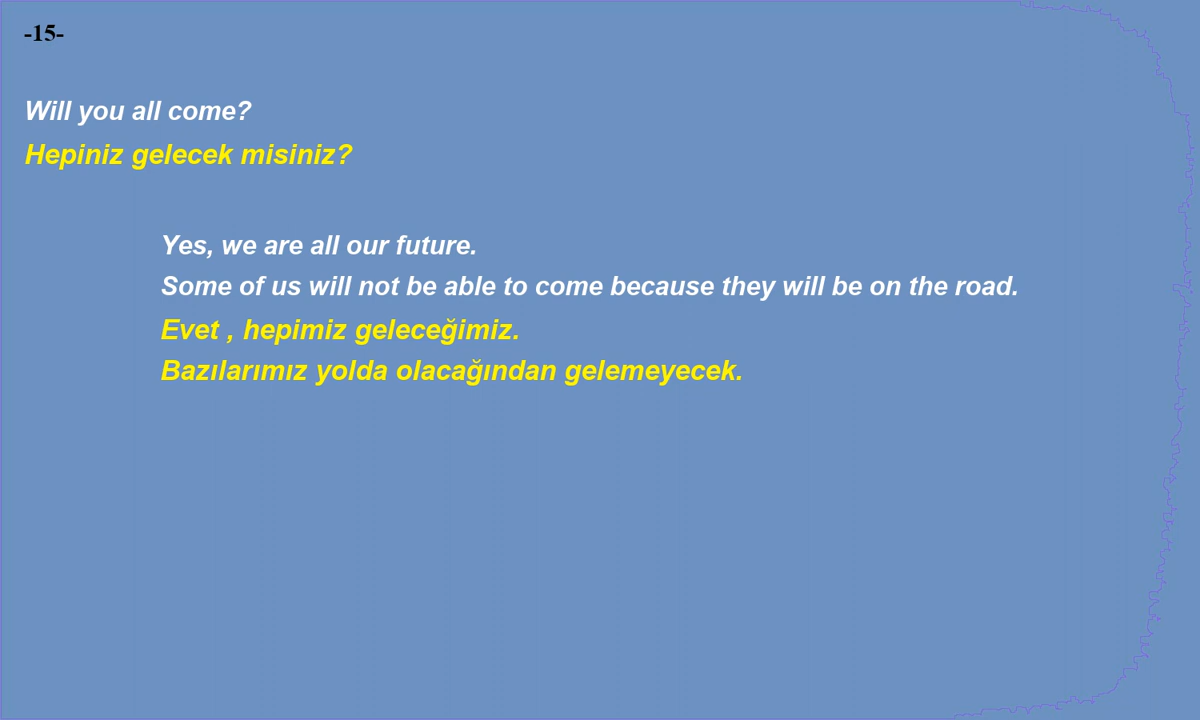 -15-
Will you all come?
Hepiniz gelecek misiniz?
Yes, we are all our future.
Some of us will not be able to come because they will be on the road.
Evet , hepimiz geleceğimiz.
Bazılarımız yolda olacağından gelemeyecek.